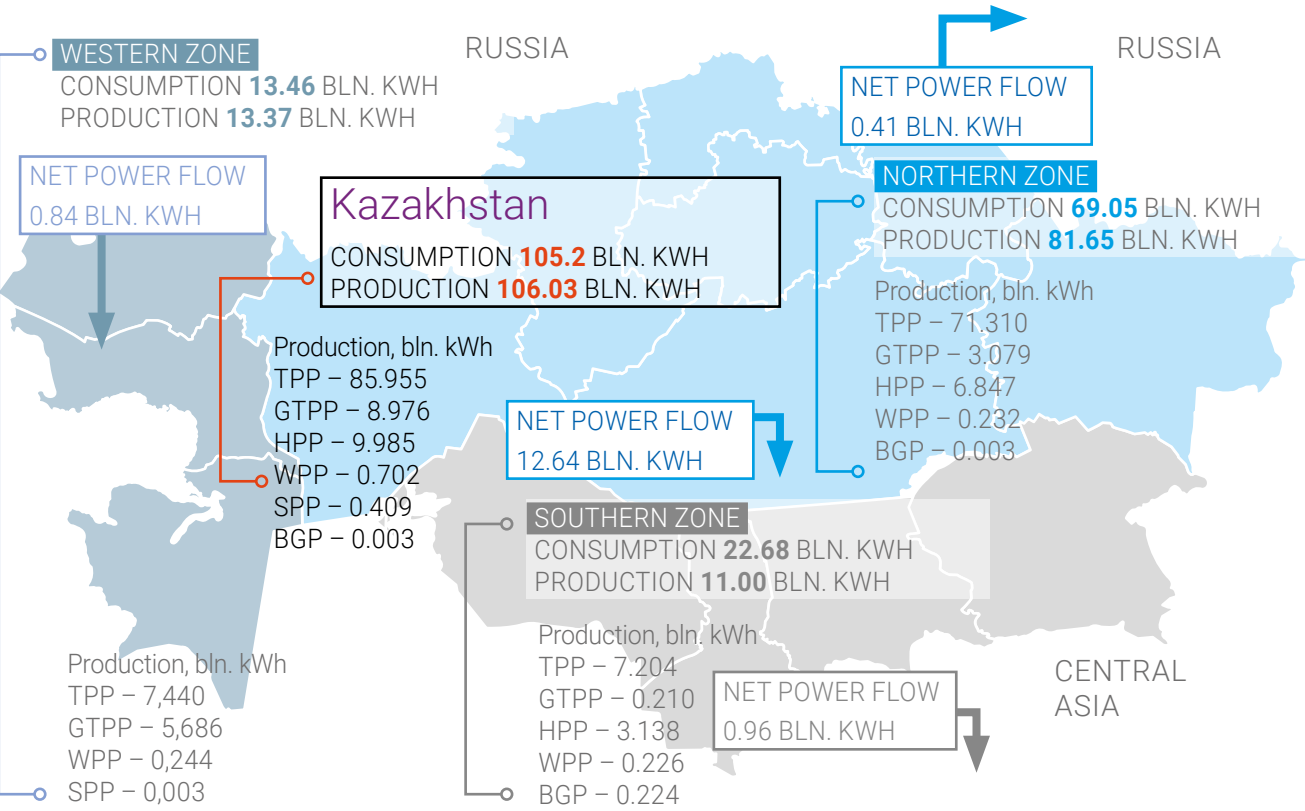 WESTERN ZONE
CONSUMPTION 13.46 BLN. KWH
PRODUCTION 13.37 BLN. KWH
RUSSIA
RUSSIA
NET POWER FLOW
0.41 BLN. KWH
NET POWER FLOW
0.84 BLN. KWH
Kazakhstan
CONSUMPTION 105.2 BLN. KWH
PRODUCTION 106.03 BLN. KWH
NORTHERN ZONE
CONSUMPTION 69.05 BLN. KWH
PRODUCTION 81.65 BLN. KWH
Production, bln. kWh
TPP – 71.310
GTPP – 3.079
HPP – 6.847
WPP – 0.232
BGP – 0.003
Production, bln. kWh
TPP – 85.955
GTPP – 8.976
HPP – 9.985
WPP – 0.702
SPP – 0.409
BGP – 0.003
NET POWER FLOW
12.64 BLN. KWH
SOUTHERN ZONE
CONSUMPTION 22.68 BLN. KWH
PRODUCTION 11.00 BLN. KWH
Production, bln. kWh
TPP – 7.204
GTPP – 0.210
HPP – 3.138
WPP – 0.226
BGP – 0.224
NET POWER FLOW
0.96 BLN. KWH
CENTRAL
ASIA
Production, bln. kWh
TPP – 7,440
GTPP – 5,686
WPP – 0,244
SPP – 0,003